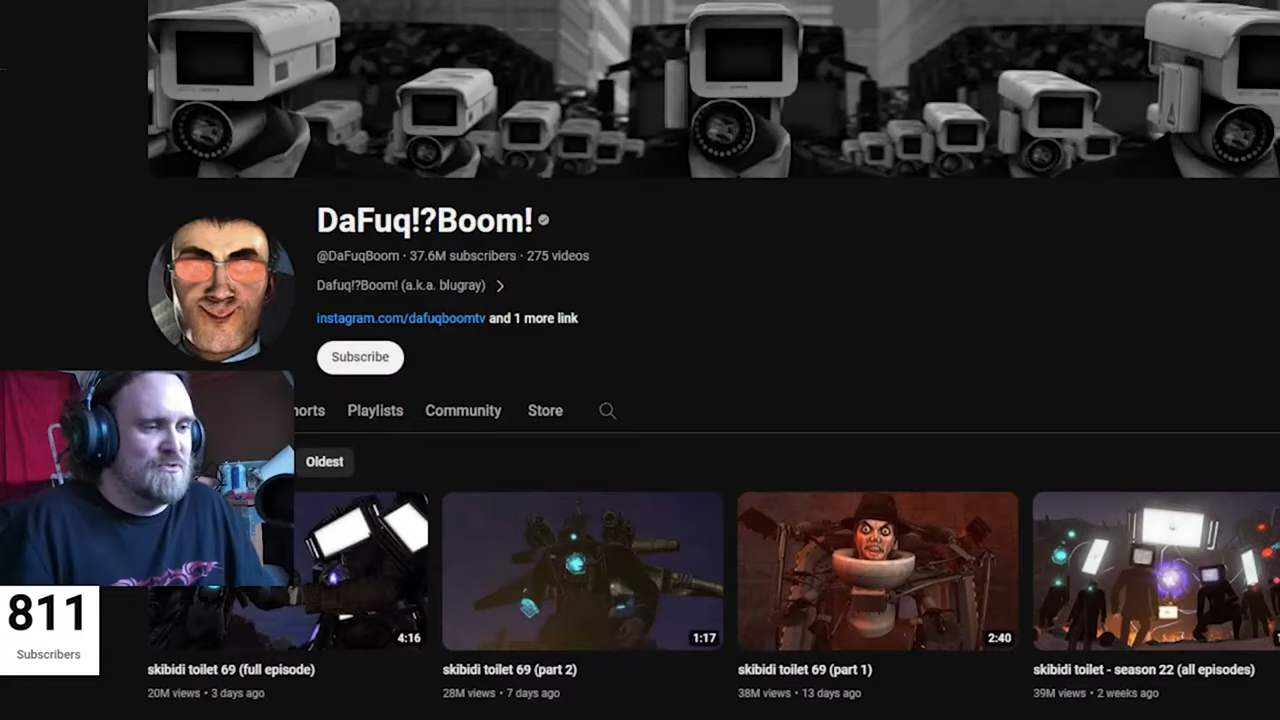 DaFuq!?Boom!
@DaFuqBoom · 37.6M subscribers · 275 videos
Dafuq!?Boom! (a.k.a. blugray)
instagram.com/dafuqboomtv and 1 more link
Subscribe
horts Playlists Community Store
Oldest
4:16
1:17
2:40
811
Subscribers
skibidi toilet 69 (full episode)
20M views · 3 days ago
skibidi toilet 69 (part 2)
28M views · 7 days ago
skibidi toilet 69 (part 1)
38M views · 13 days ago
skibidi toilet - season 22 (all episodes)
39M views · 2 weeks ago